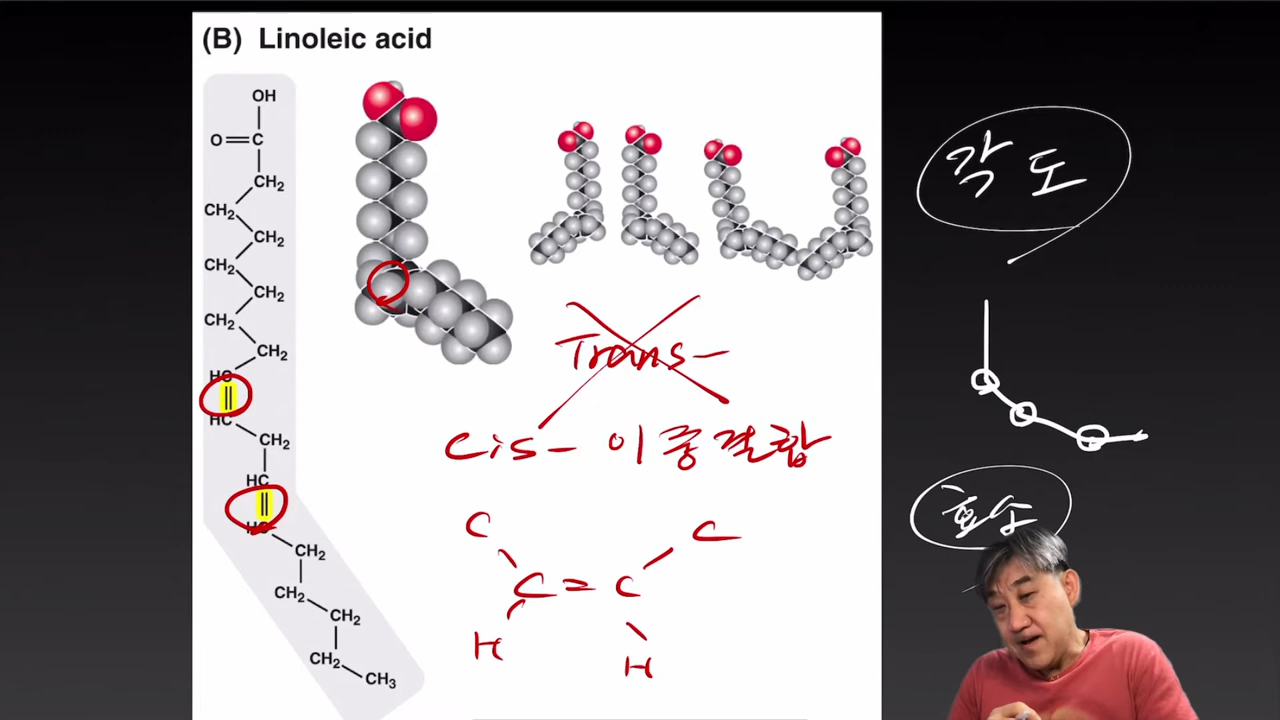 (B) Linoleic acid
OH
O=C
CH₂
CH₂
CH₂
CH₂
CH₂
CH₂
CH₂
HC
HC
CH₂
HC
HC
CH₂
CH₂
CH₂
CH₂
CH₃
Trans-
Cis- 이중결합
C C
C = C
H H
각도
효소